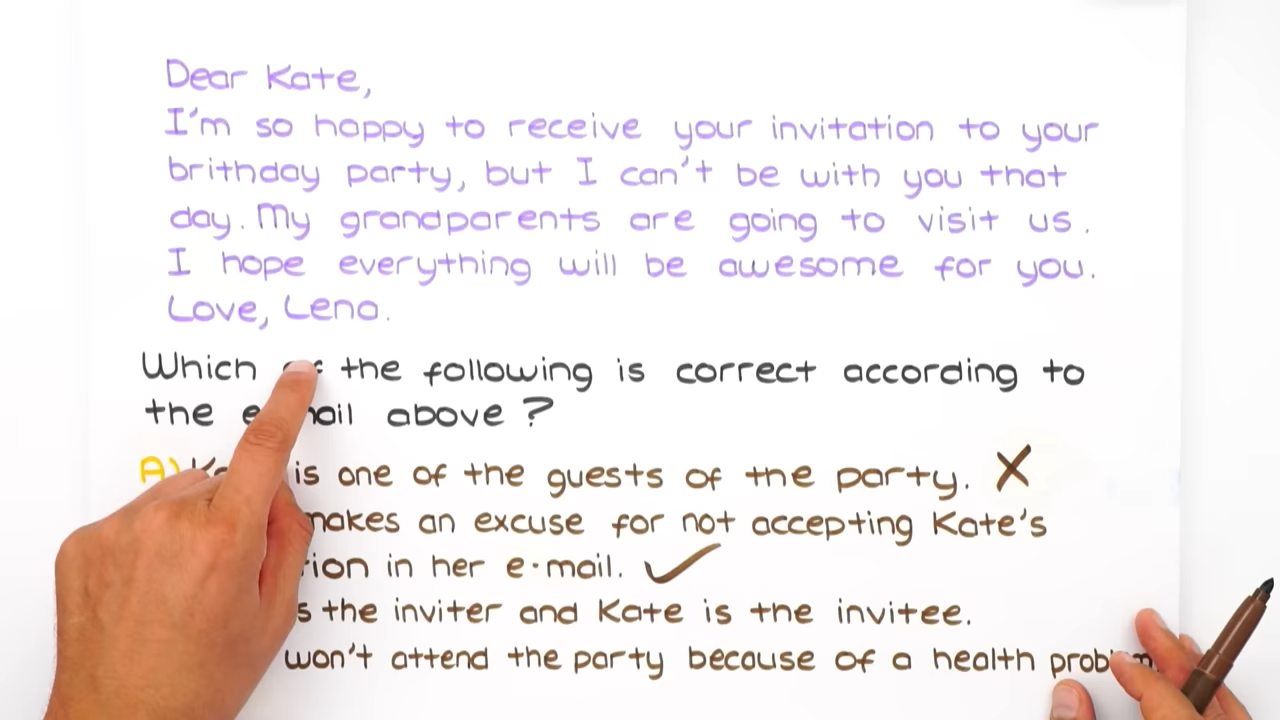 Dear Kate,
I'm so happy to receive your invitation to your
brithday party, but I can't be with you that
day. My grandparents are going to visit us.
I hope everything will be awesome for you.
Love, Lena.
Which of the following is correct according to
the e-mail above?
A) is one of the guests of the party.
makes an excuse for not accepting Kate's
in her e-mail.
the inviter and Kate is the invitee.
won't attend the party because of a health